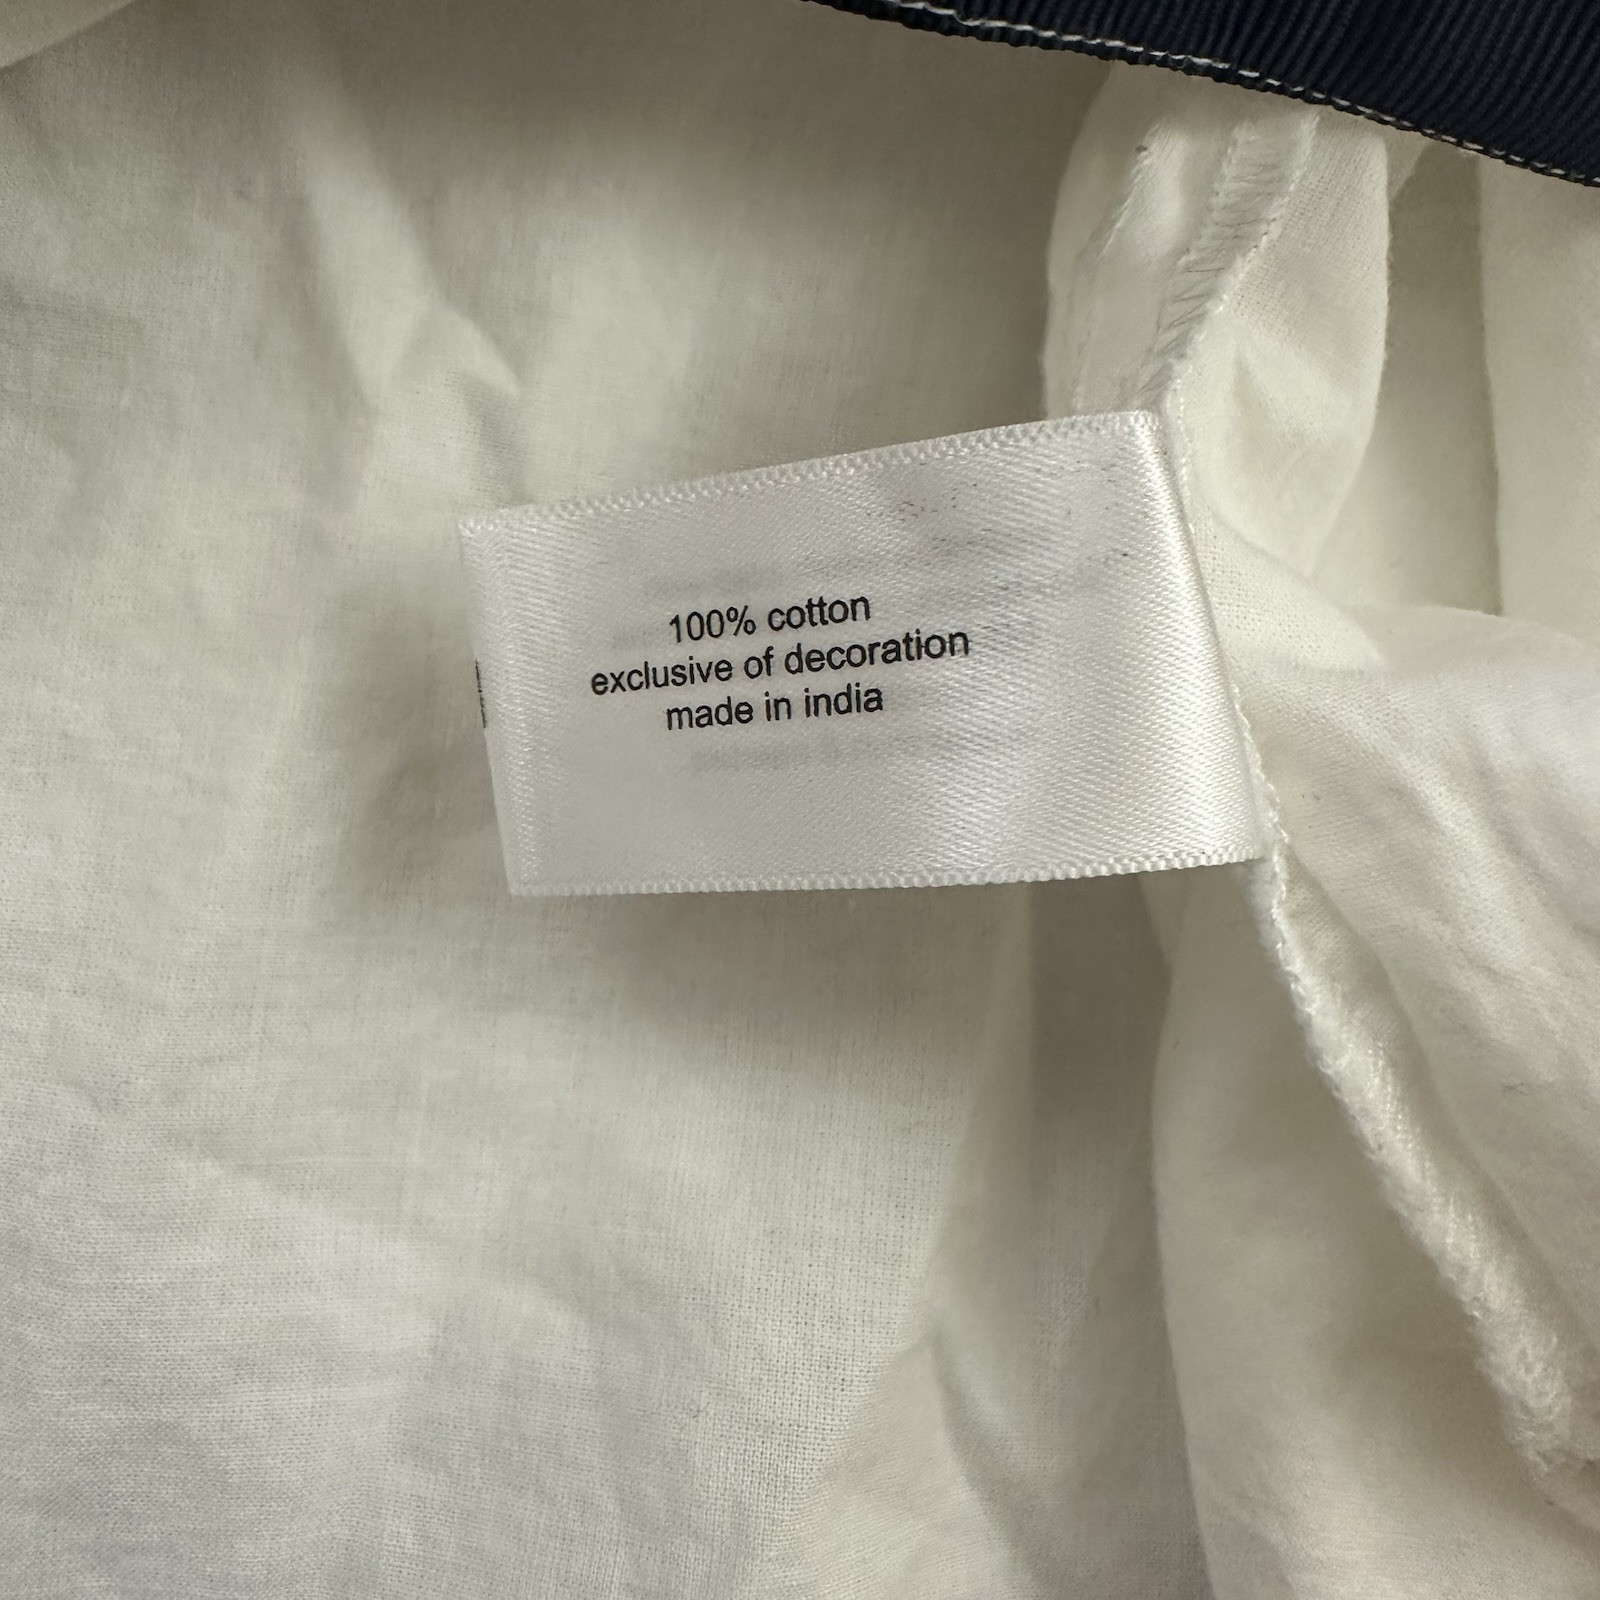 100% cotton
exclusive of decoration
made in india